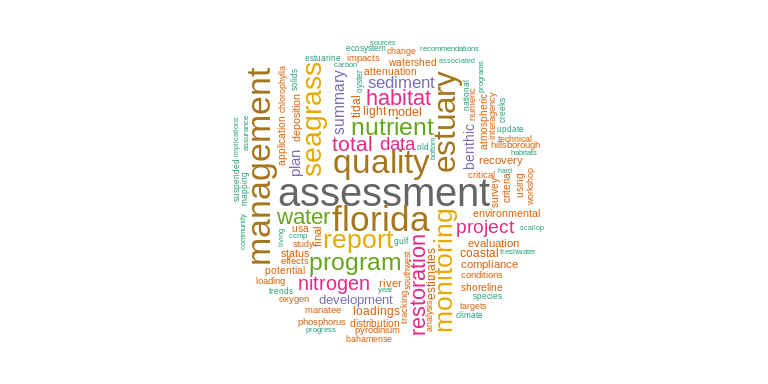 sources
ecosystem change recommendations
estuarine impacts watershed associated
carbon attenuation
management
seagrass
estuary
chlorophylla
solids
summary
oyster
sediment
national
numeric
programs
habitat
tidal
light model
creeks
application
deposition
nutrient
atmospheric
interagency
update
technical
assurance
implications
plan
total data
old
bottom
benthic
hillsborough
habitats
quality
recovery
suspended
mapping
critical
hard
criteria
survey
using
workshop
assessment
florida
water
environmental
community
living
usa
ccmp
final
report
gulf
monitoring
project
scallop
study
status
effects
program
restoration
southwest
estimates
evaluation
coastal
freshwater
compliance
potential
loading
nitrogen
river
conditions
trends
year
shoreline
oxygen
development
species
manatee
loadings
tracking
analysis
targets
climate
phosphorus
distribution
progress
pyrodinium
bahamense